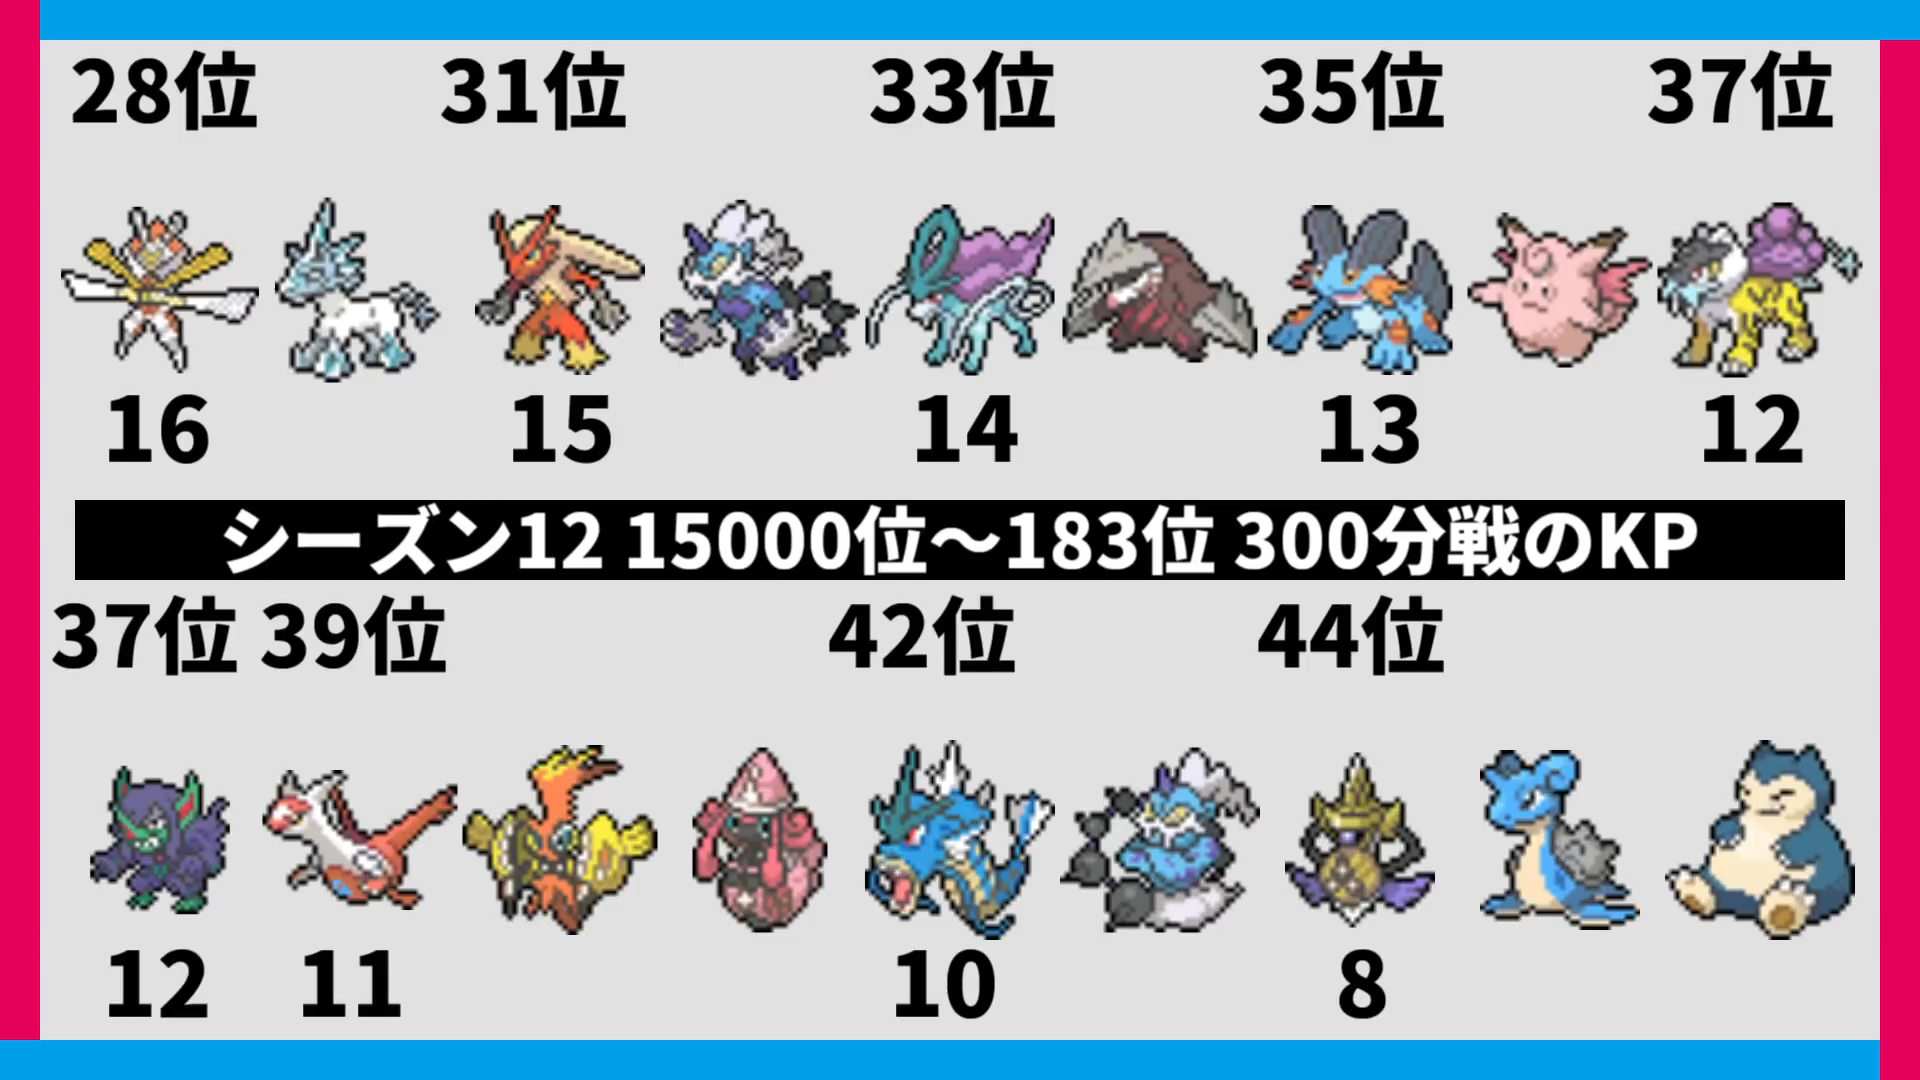 28位 31位 33位 35位 37位
16 15 14 13 12
シーズン12 15000位～183位 300分戦のKP
37位 39位 42位 44位
12 11 10 8